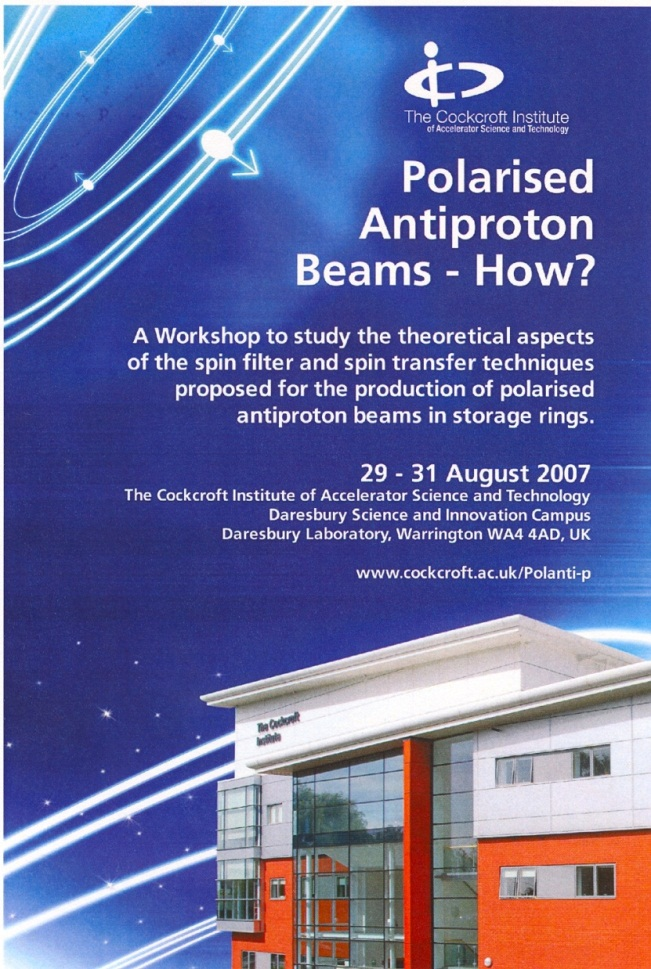 The Cockcroft Institute
of Accelerator Science and Technology
Polarised
Antiproton
Beams - How?
A Workshop to study the theoretical aspects
of the spin filter and spin transfer techniques
proposed for the production of polarised
antiproton beams in storage rings.
29 - 31 August 2007
The Cockcroft Institute of Accelerator Science and Technology
Daresbury Science and Innovation Campus
Daresbury Laboratory, Warrington WA4 4AD, UK
www.cockcroft.ac.uk/Polanti-p
The Cockcroft
Institute